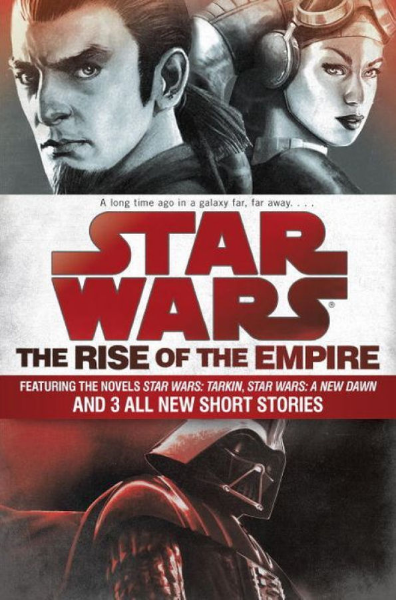 A long time ago in a galaxy far, far away. . . .
STAR
WARS®
THE RISE OF THE EMPIRE
FEATURING THE NOVELS STAR WARS: TARKIN, STAR WARS: A NEW DAWN
AND 3 ALL NEW SHORT STORIES